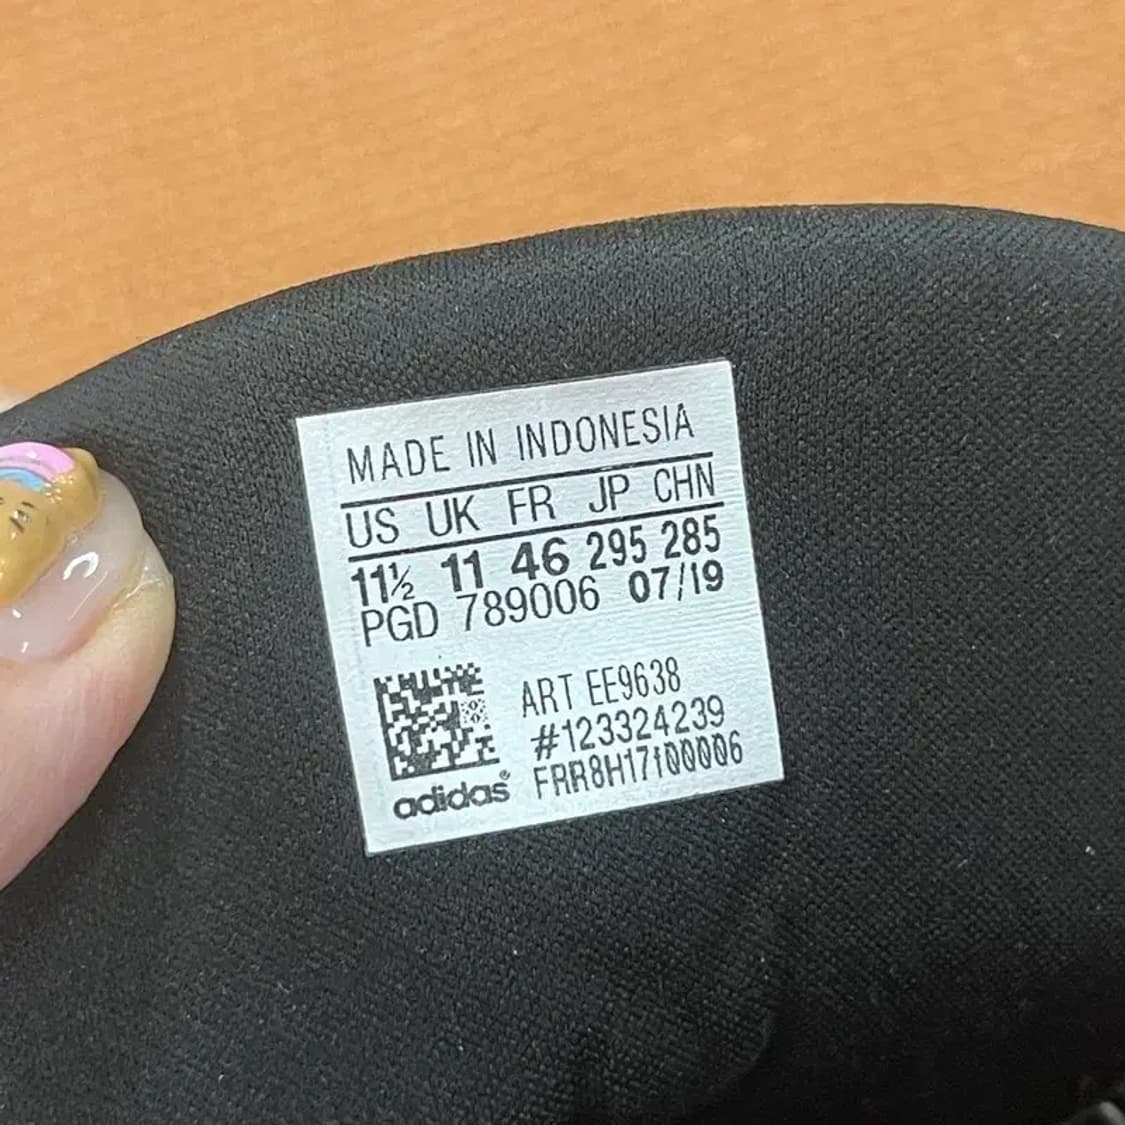 MADE IN INDONESIA
US UK FR JP CHN
11½ 11 46 295 285
PGD 789006 07/19
ART EE9638
#123324239
FRR8H17100006
adidas®